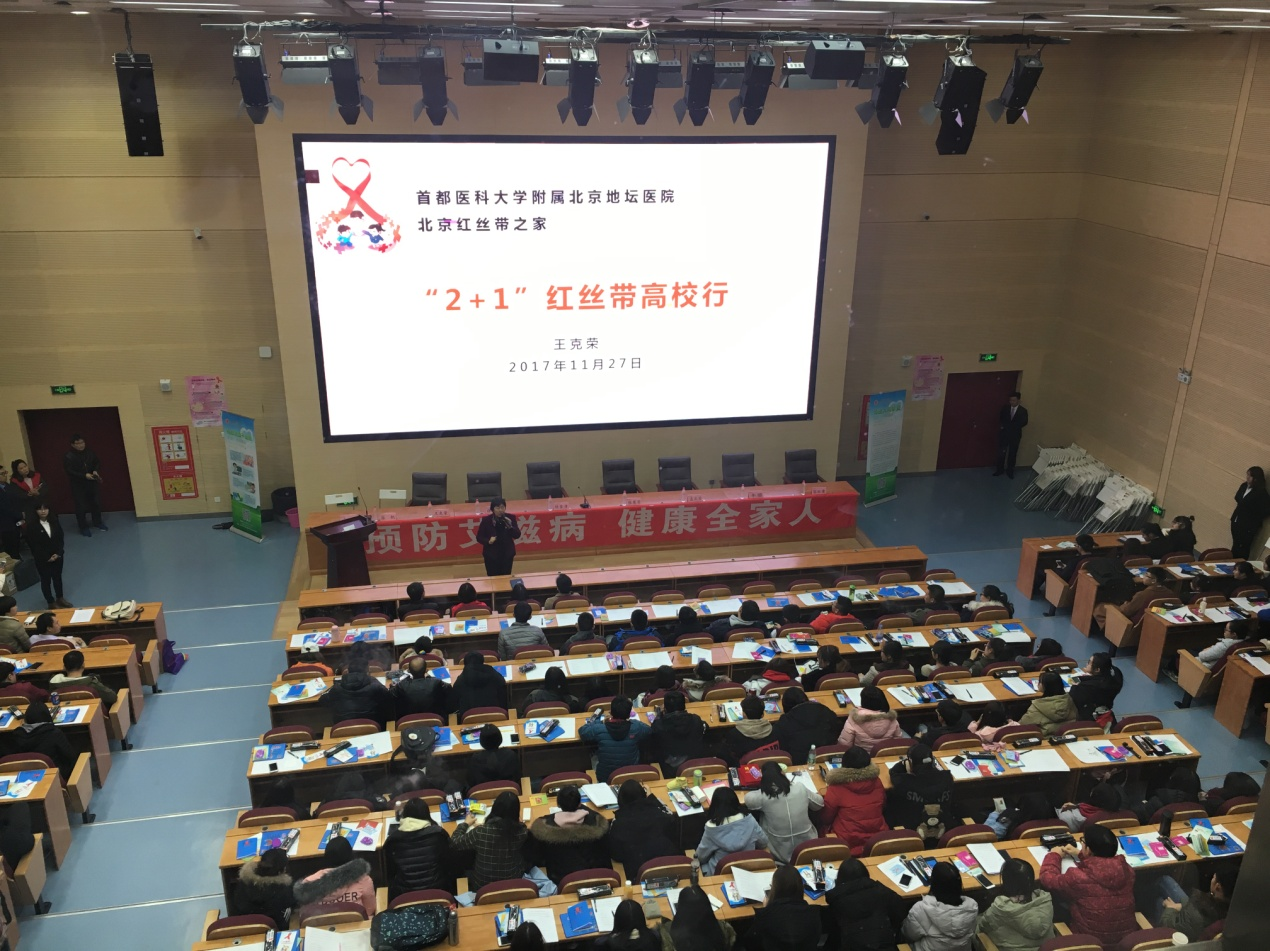 首都医科大学附属北京地坛医院
北京红丝带之家
“2+1”红丝带高校行
王克荣
2017年11月27日
预防艾滋病 健康全家人